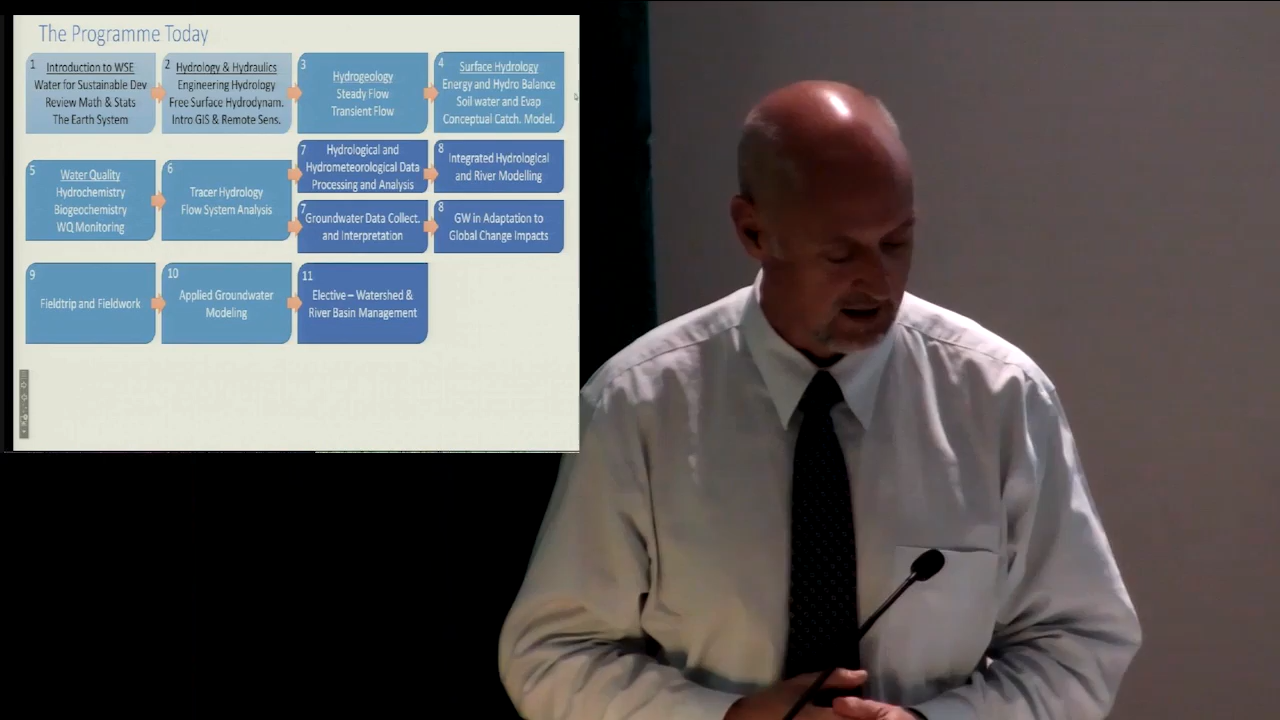 The Programme Today
1
Introduction to WSE
Water for Sustainable Dev
Review Math & Stats
The Earth System
2
Hydrology & Hydraulics
Engineering Hydrology
Free Surface Hydrodynam.
Intro GIS & Remote Sens.
3
Hydrogeology
Steady Flow
Transient Flow
4
Surface Hydrology
Energy and Hydro Balance
Soil water and Evap
Conceptual Catch. Model.
5
Water Quality
Hydrochemistry
Biogeochemistry
WQ Monitoring
6
Tracer Hydrology
Flow System Analysis
7
Hydrological and
Hydrometeorological Data
Processing and Analysis
8
Integrated Hydrological
and River Modelling
7
Groundwater Data Collect.
and Interpretation
8
GW in Adaptation to
Global Change Impacts
9
Fieldtrip and Fieldwork
10
Applied Groundwater
Modeling
11
Elective – Watershed &
River Basin Management